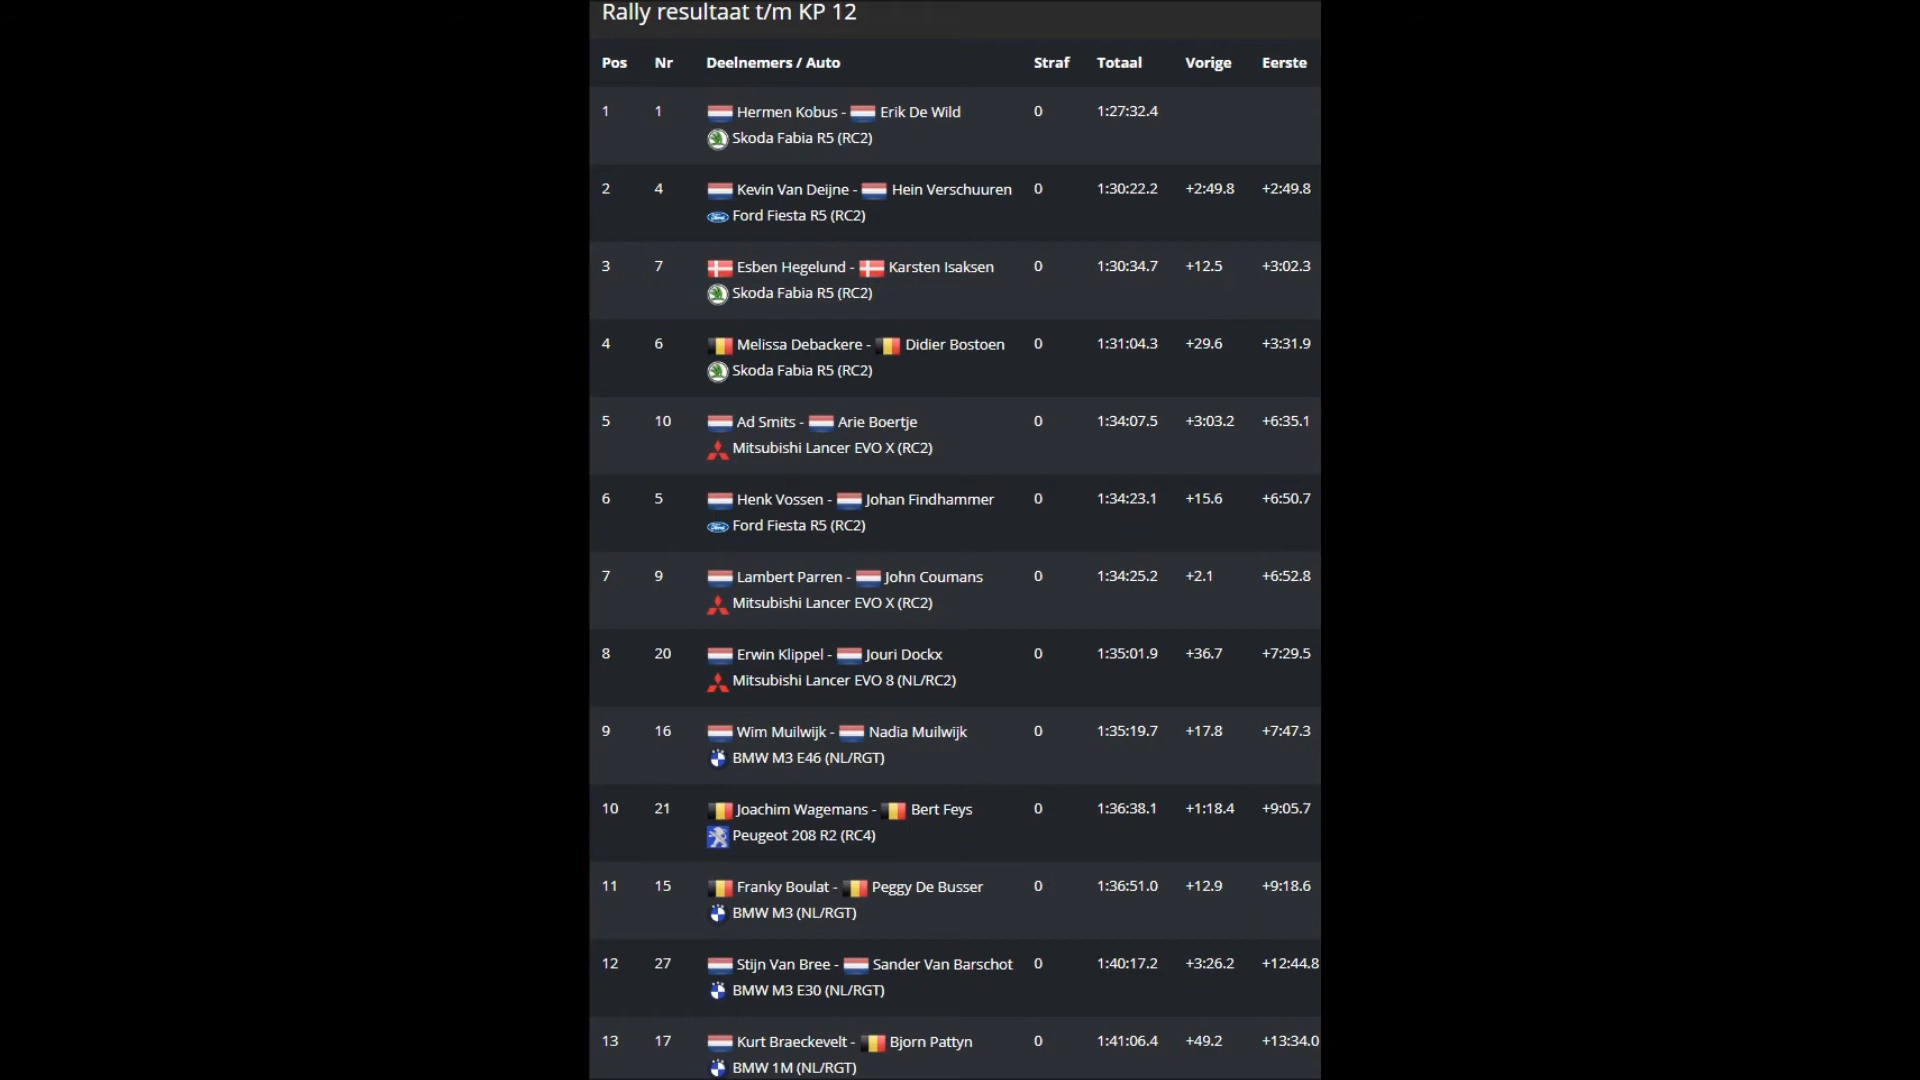 Rally resultaat t/m KP 12
Pos Nr Deelnemers / Auto Straf Totaal Vorige Eerste
1 1 Hermen Kobus - Erik De Wild 0 1:27:32.4
Skoda Fabia R5 (RC2)
2 4 Kevin Van Deijne - Hein Verschuuren 0 1:30:22.2 +2:49.8 +2:49.8
Ford Fiesta R5 (RC2)
3 7 Esben Hegelund - Karsten Isaksen 0 1:30:34.7 +12.5 +3:02.3
Skoda Fabia R5 (RC2)
4 6 Melissa Debackere - Didier Bostoen 0 1:31:04.3 +29.6 +3:31.9
Skoda Fabia R5 (RC2)
5 10 Ad Smits - Arie Boertje 0 1:34:07.5 +3:03.2 +6:35.1
Mitsubishi Lancer EVO X (RC2)
6 5 Henk Vossen - Johan Findhammer 0 1:34:23.1 +15.6 +6:50.7
Ford Fiesta R5 (RC2)
7 9 Lambert Parren - John Coumans 0 1:34:25.2 +2.1 +6:52.8
Mitsubishi Lancer EVO X (RC2)
8 20 Erwin Klippel - Jouri Dockx 0 1:35:01.9 +36.7 +7:29.5
Mitsubishi Lancer EVO 8 (NL/RC2)
9 16 Wim Muilwijk - Nadia Muilwijk 0 1:35:19.7 +17.8 +7:47.3
BMW M3 E46 (NL/RGT)
10 21 Joachim Wagemans - Bert Feys 0 1:36:38.1 +1:18.4 +9:05.7
Peugeot 208 R2 (RC4)
11 15 Franky Boulat - Peggy De Busser 0 1:36:51.0 +12.9 +9:18.6
BMW M3 (NL/RGT)
12 27 Stijn Van Bree - Sander Van Barschot 0 1:40:17.2 +3:26.2 +12:44.8
BMW M3 E30 (NL/RGT)
13 17 Kurt Braeckevelt - Bjorn Pattyn 0 1:41:06.4 +49.2 +13:34.0
BMW 1M (NL/RGT)